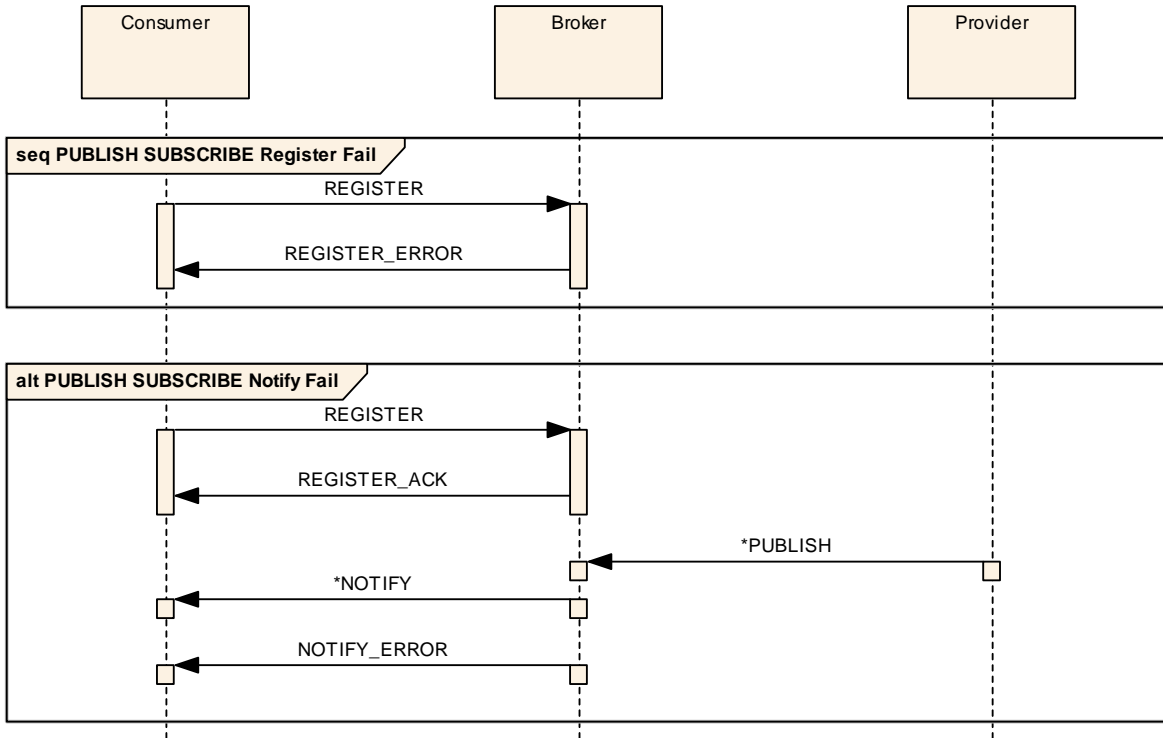 Consumer
Broker
Provider
seq PUBLISH SUBSCRIBE Register Fail
REGISTER
REGISTER_ERROR
alt PUBLISH SUBSCRIBE Notify Fail
REGISTER
REGISTER_ACK
*PUBLISH
*NOTIFY
NOTIFY_ERROR